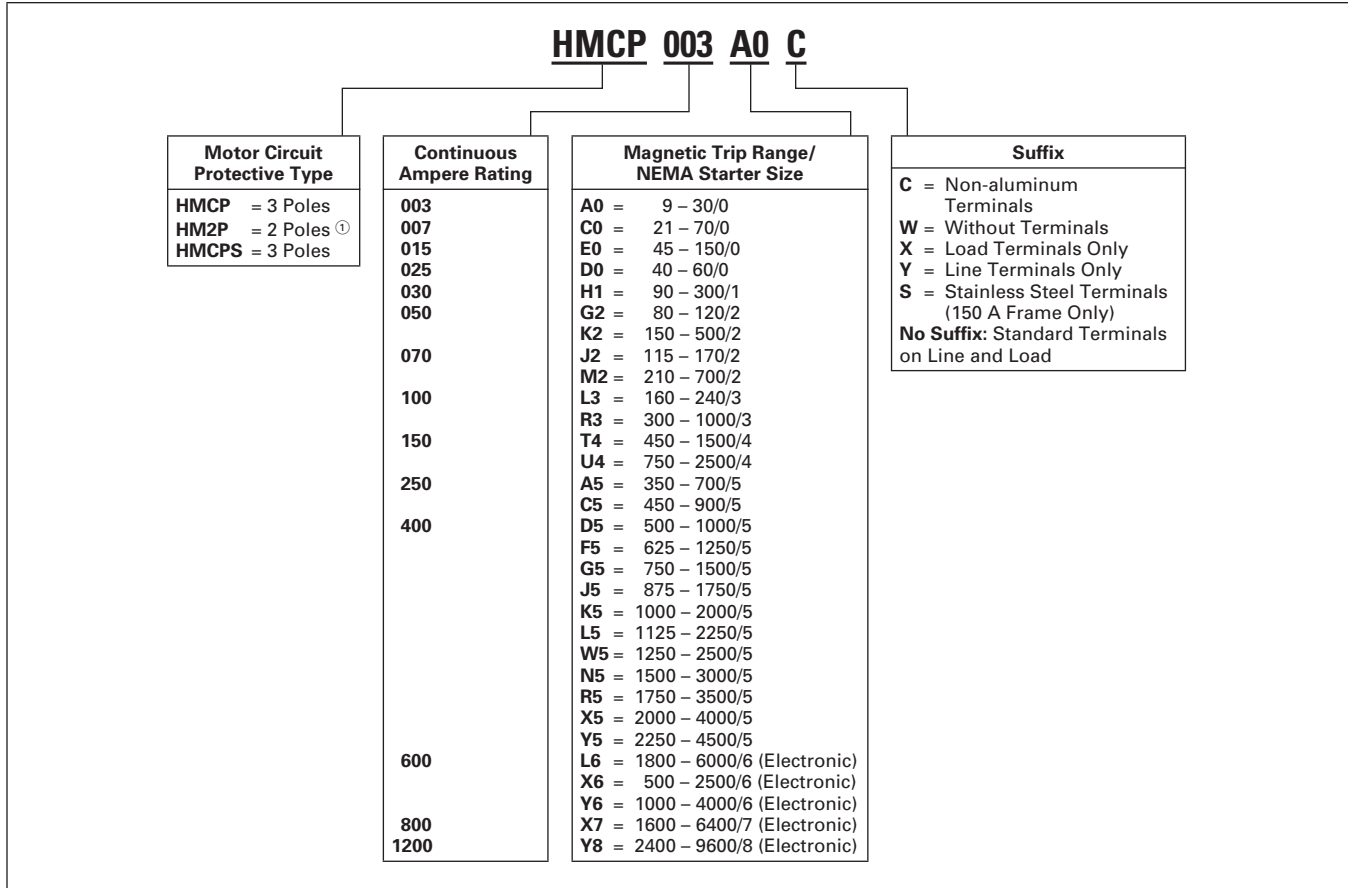 HMCP 003 A0 C
Motor Circuit
Protective Type
HMCP = 3 Poles
HM2P = 2 Poles ①
HMCPS = 3 Poles
Continuous
Ampere Rating
003
007
015
025
030
050
070
100
150
250
400
600
800
1200
Magnetic Trip Range/
NEMA Starter Size
A0 = 9 – 30/0
C0 = 21 – 70/0
E0 = 45 – 150/0
D0 = 40 – 60/0
H1 = 90 – 300/1
G2 = 80 – 120/2
K2 = 150 – 500/2
J2 = 115 – 170/2
M2 = 210 – 700/2
L3 = 160 – 240/3
R3 = 300 – 1000/3
T4 = 450 – 1500/4
U4 = 750 – 2500/4
A5 = 350 – 700/5
C5 = 450 – 900/5
D5 = 500 – 1000/5
F5 = 625 – 1250/5
G5 = 750 – 1500/5
J5 = 875 – 1750/5
K5 = 1000 – 2000/5
L5 = 1125 – 2250/5
W5 = 1250 – 2500/5
N5 = 1500 – 3000/5
R5 = 1750 – 3500/5
X5 = 2000 – 4000/5
Y5 = 2250 – 4500/5
L6 = 1800 – 6000/6 (Electronic)
X6 = 500 – 2500/6 (Electronic)
Y6 = 1000 – 4000/6 (Electronic)
X7 = 1600 – 6400/7 (Electronic)
Y8 = 2400 – 9600/8 (Electronic)
Suffix
C = Non-aluminum
Terminals
W = Without Terminals
X = Load Terminals Only
Y = Line Terminals Only
S = Stainless Steel Terminals
(150 A Frame Only)
No Suffix: Standard Terminals
on Line and Load